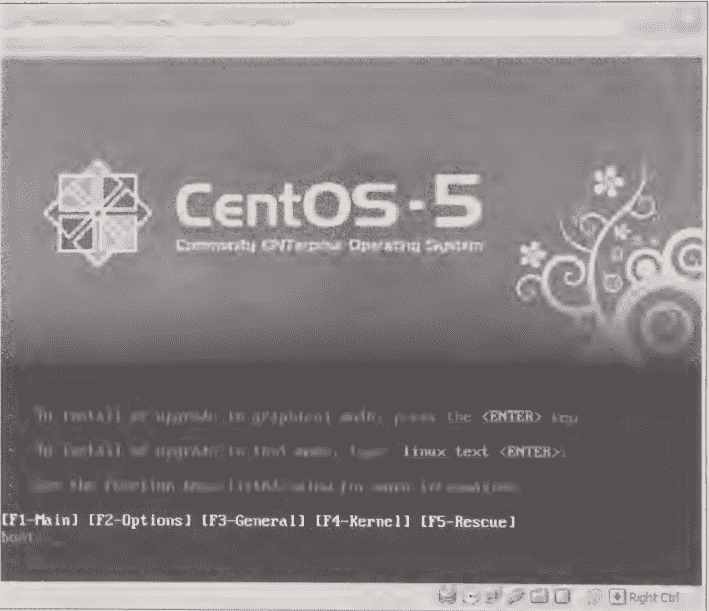 CentOS-5
Community ENTerprise Operating System
To install or upgrade in graphical mode, press the <ENTER> key
To install or upgrade in text mode, type linux text <ENTER>.
[F1-Main] [F2-Options] [F3-General] [F4-Kernel] [F5-Rescue]
boot
Right Ctrl